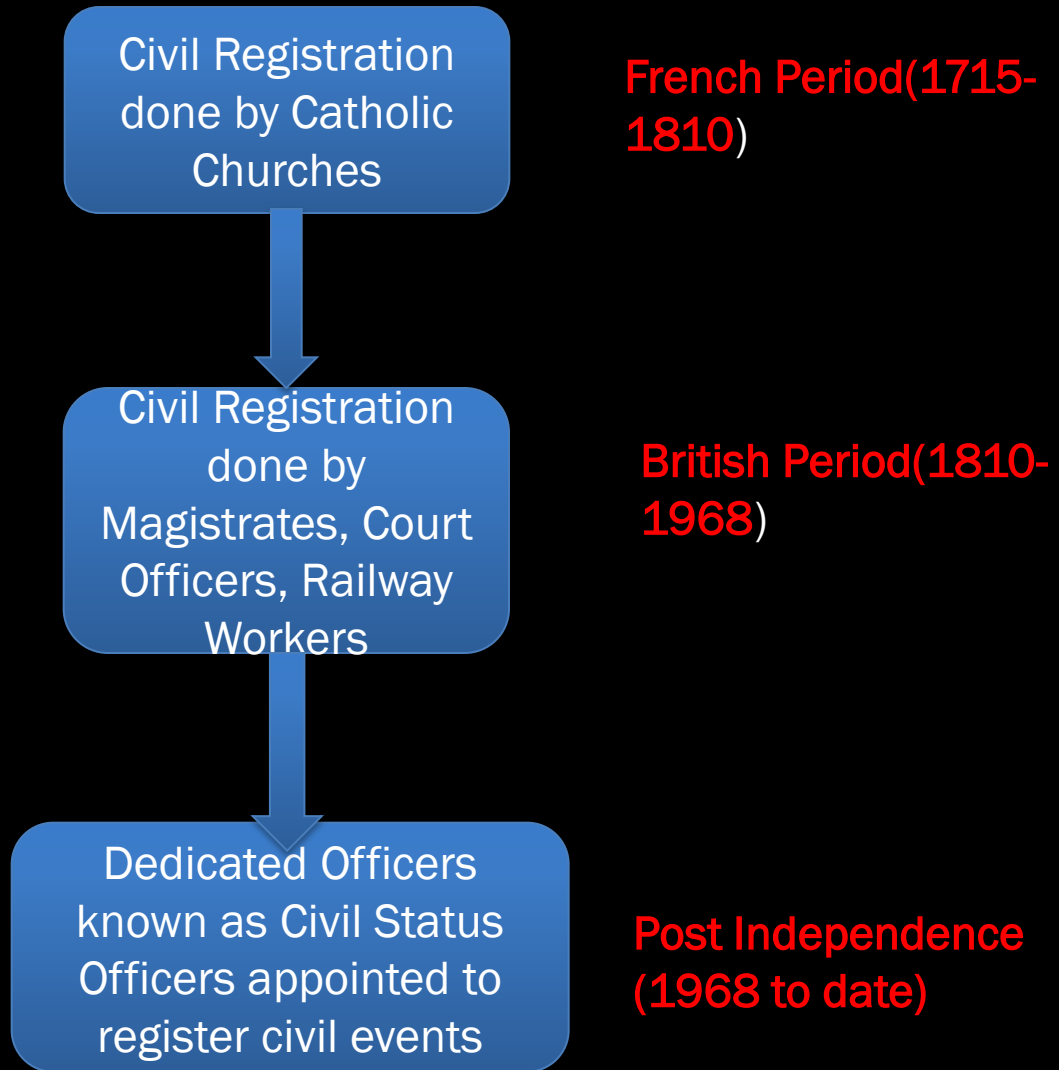 Civil Registration
done by Catholic
Churches
French Period(1715-
1810)
Civil Registration
done by
Magistrates, Court
Officers, Railway
Workers
British Period(1810-
1968)
Dedicated Officers
known as Civil Status
Officers appointed to
register civil events
Post Independence
(1968 to date)